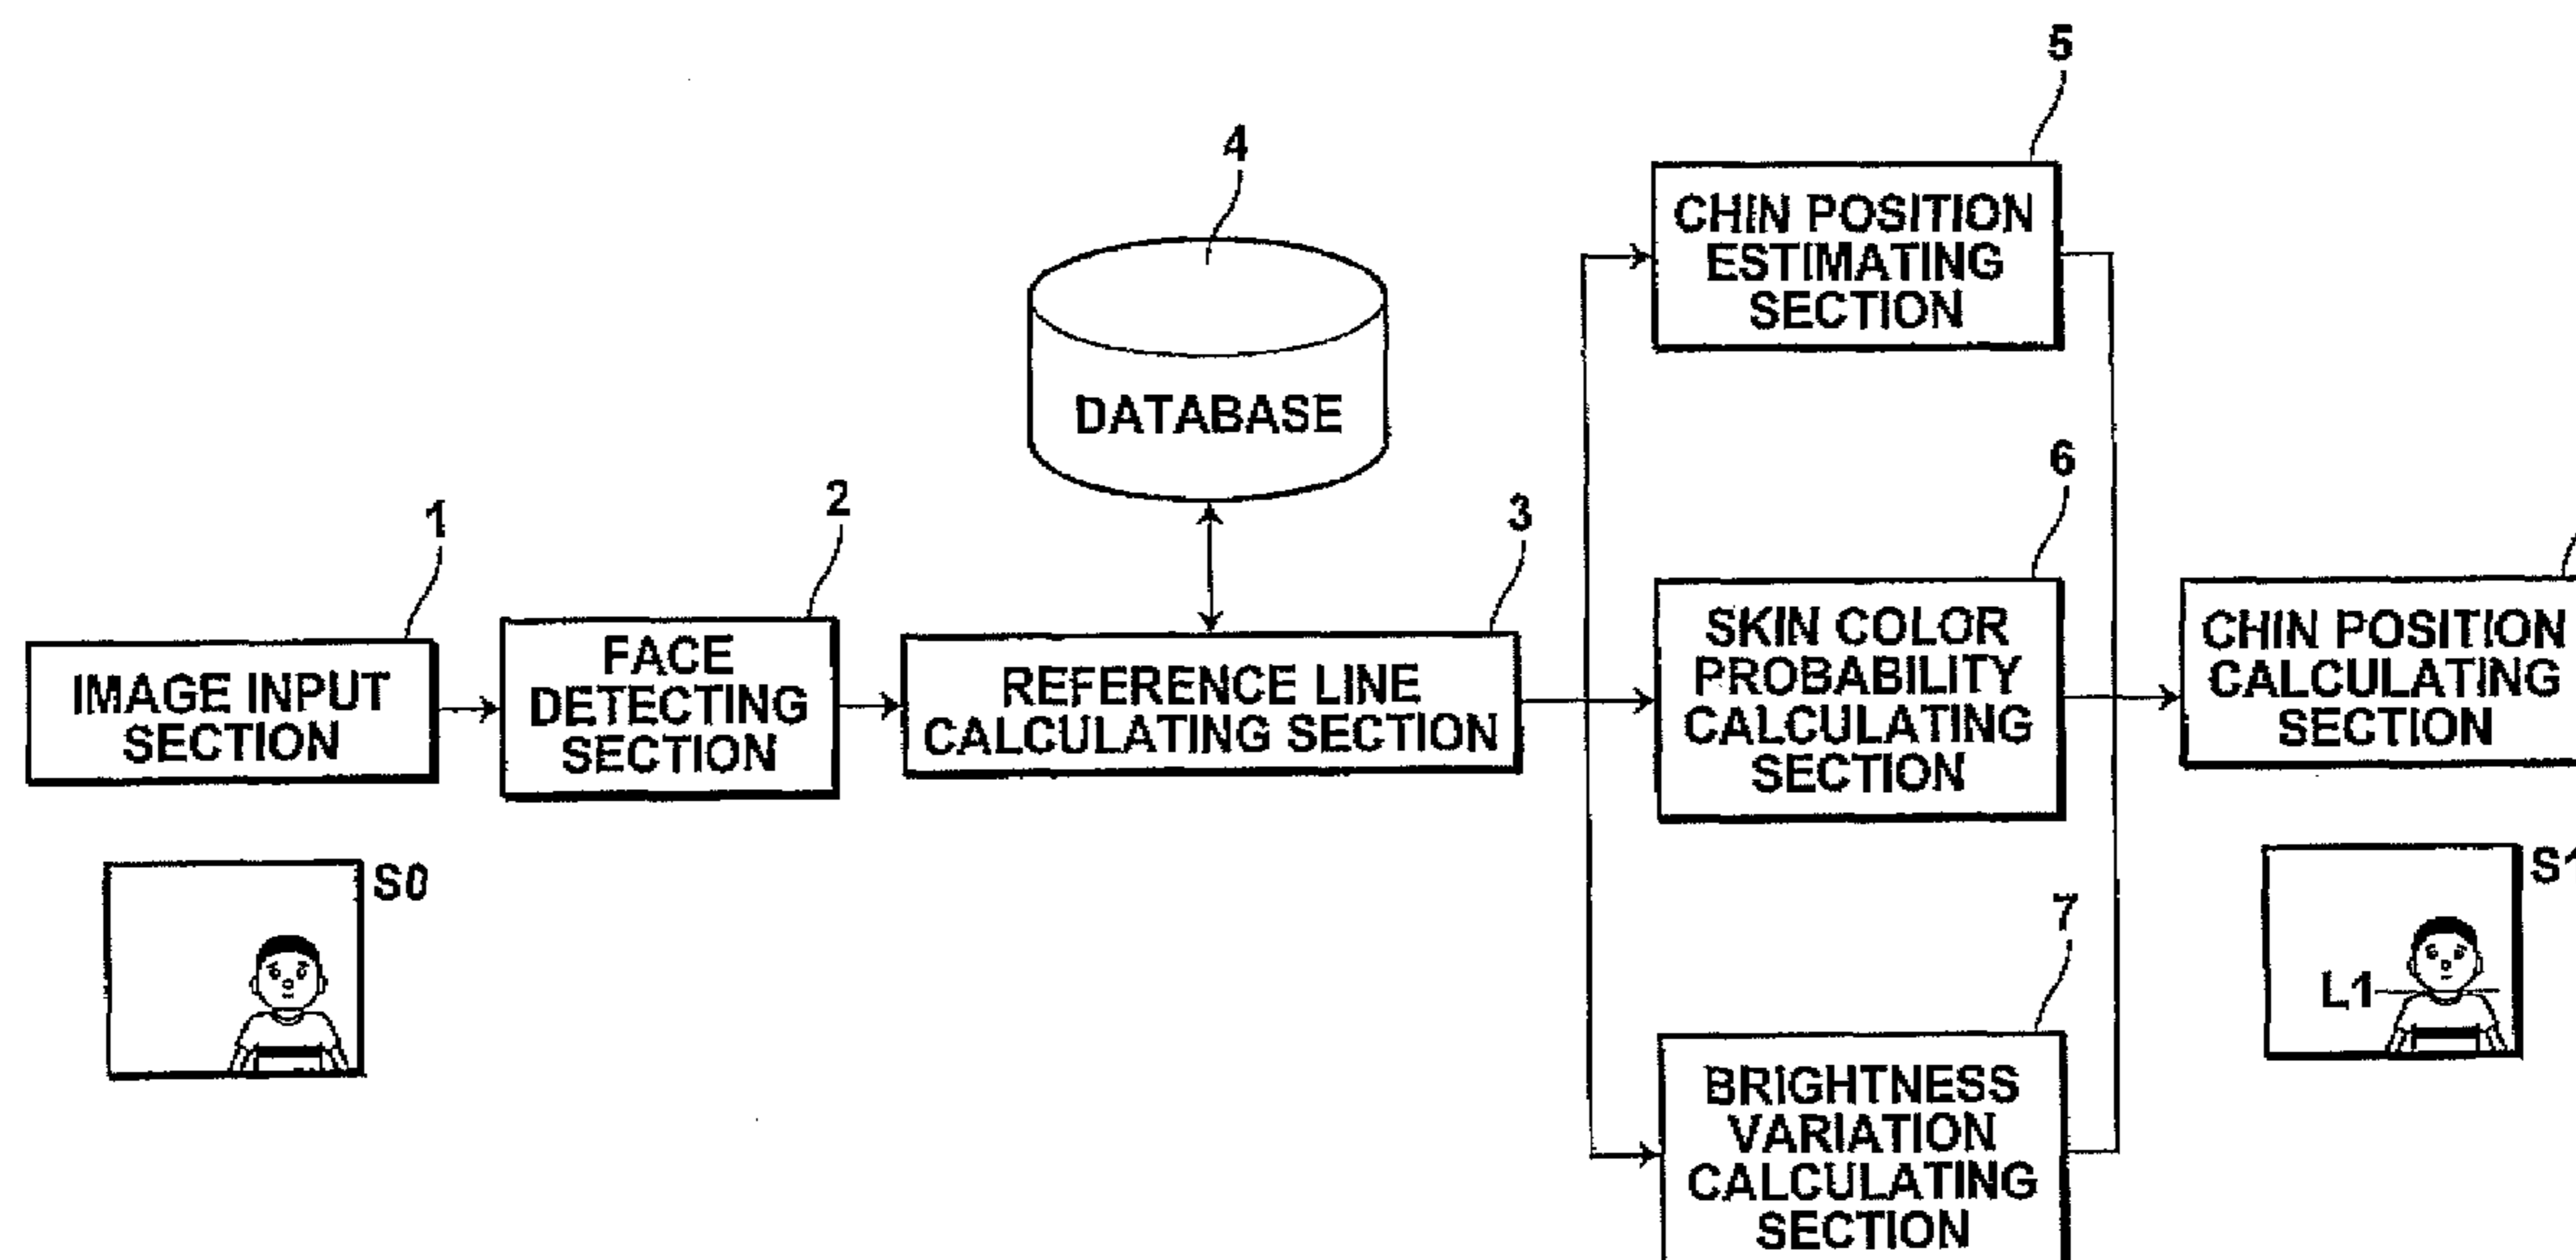 5
4
CHIN POSITION
ESTIMATING
SECTION
DATABASE
6
2
1
3
SKIN COLOR
PROBABILITY
CALCULATING
SECTION
CHIN POSITION
CALCULATING
SECTION
FACE
DETECTING
SECTION
IMAGE INPUT
SECTION
REFERENCE LINE
CALCULATING SECTION
S0
S1
7
L1
BRIGHTNESS
VARIATION
CALCULATING
SECTION